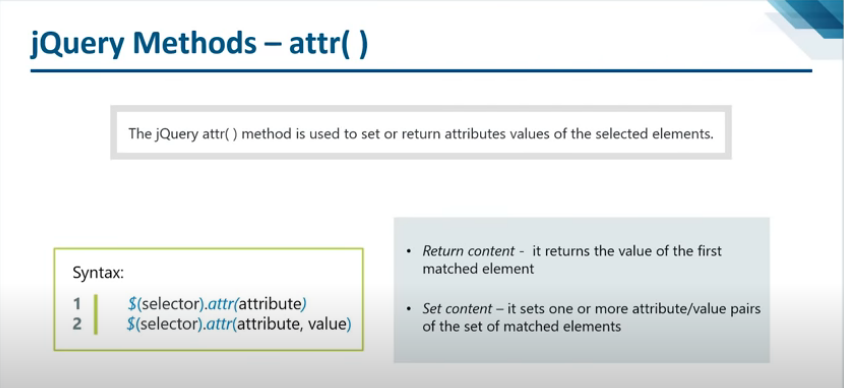 jQuery Methods – attr( )
The jQuery attr( ) method is used to set or return attributes values of the selected elements.
Syntax:
1 $(selector).attr(attribute)
2 $(selector).attr(attribute, value)
• Return content - it returns the value of the first
matched element
• Set content – it sets one or more attribute/value pairs
of the set of matched elements